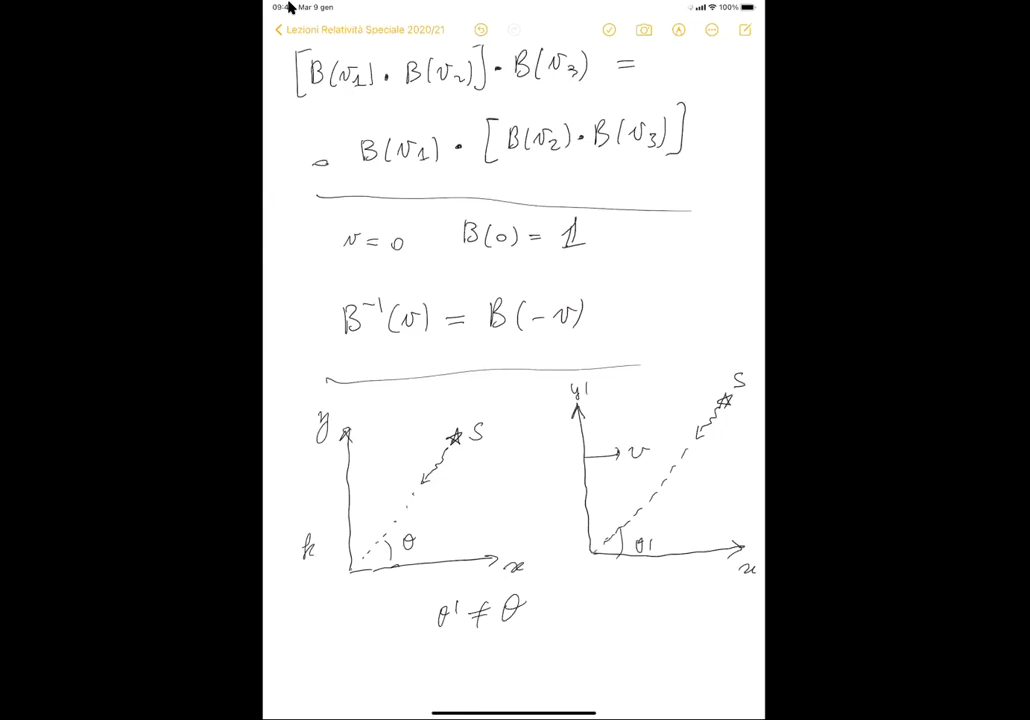 Mar 9 gen 100%
Lezioni Relatività Speciale 2020/21
[B(v1) · B(v2)] · B(v3) =
= B(v1) · [B(v2) · B(v3)]
v = 0 B(0) = 1
B⁻¹(v) = B(-v)
y S y' S
v
k θ θ'
x x
θ' ≠ θ